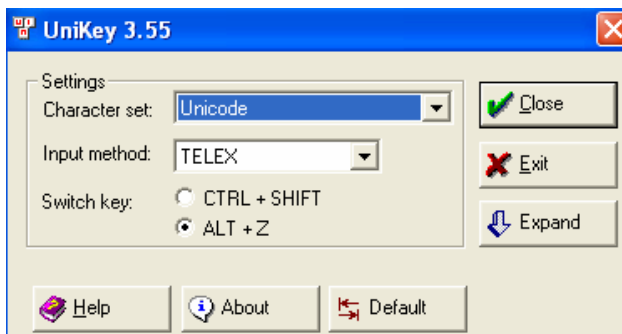 UniKey 3.55
Settings
Character set: Unicode
Close
Input method: TELEX
Exit
Switch key: CTRL + SHIFT
ALT + Z
Expand
Help About Default